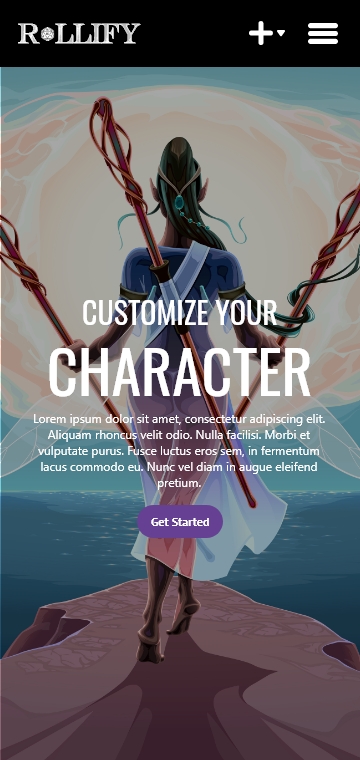 ROLLIFY
CUSTOMIZE YOUR
CHARACTER
Lorem ipsum dolor sit amet, consectetur adipiscing elit.
Aliquam rhoncus velit odio. Nulla facilisi. Morbi et
vulputate purus. Fusce luctus eros sem, in fermentum
lacus commodo eu. Nunc vel diam in augue eleifend
pretium.
Get Started